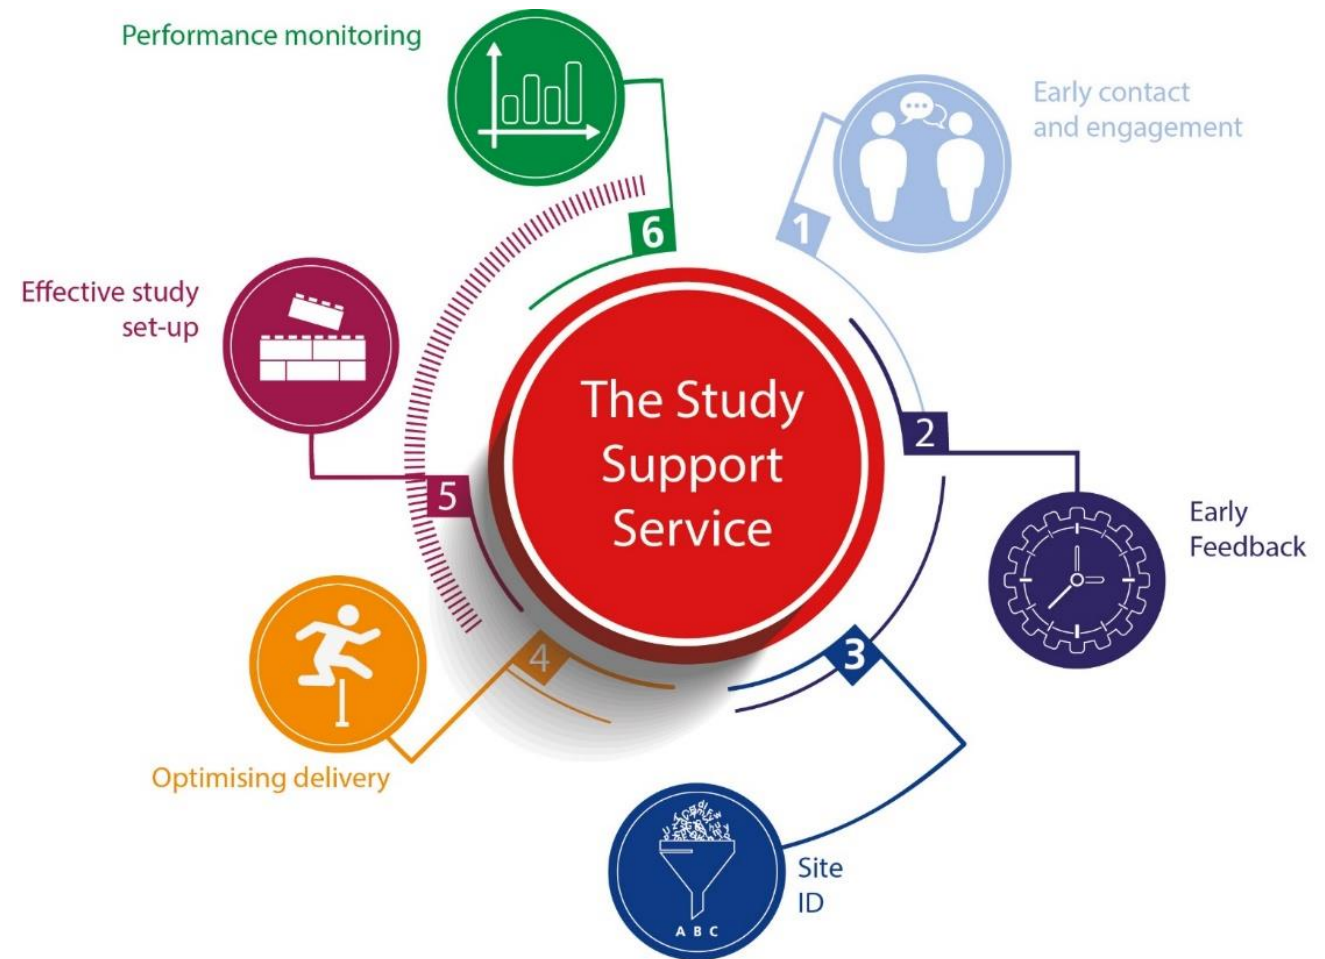 Performance monitoring
6
1
Early contact
and engagement
Effective study
set-up
5
The Study
Support
Service
2
Early
Feedback
4
Optimising delivery
3
A B C
Site
ID